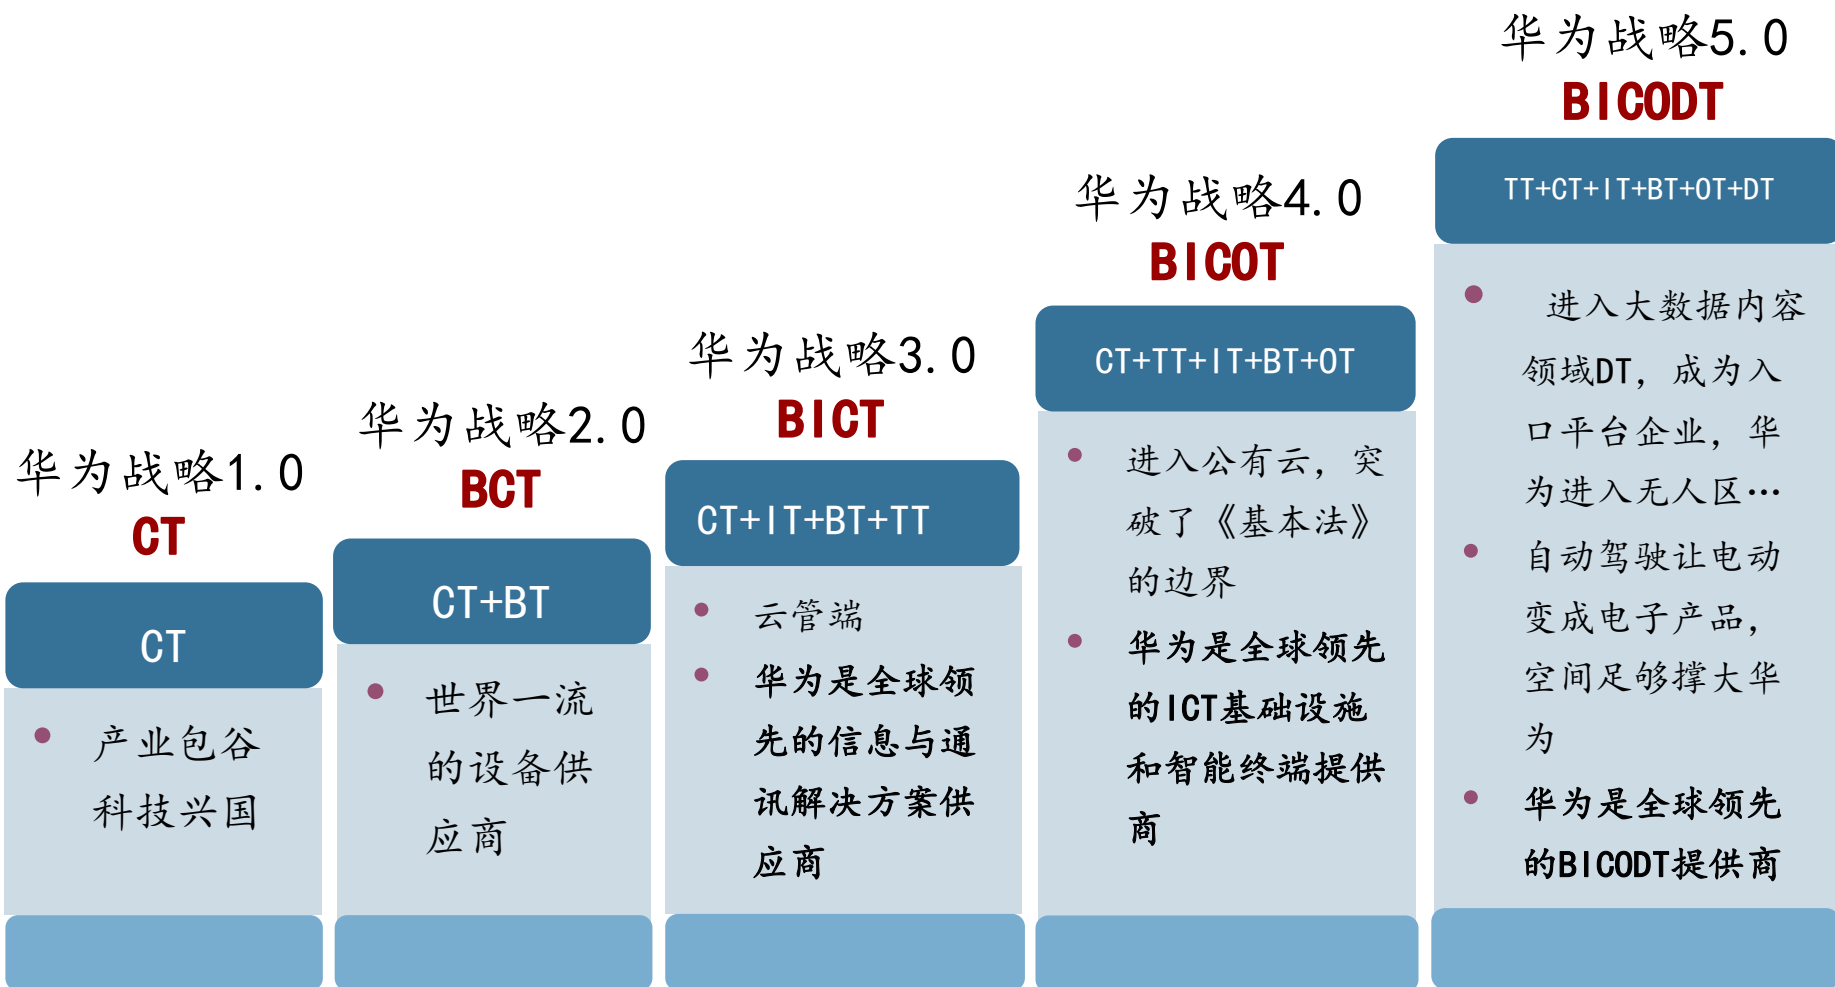 华为战略1.0
CT
CT
产业包谷
科技兴国
华为战略2.0
BCT
CT+BT
世界一流
的设备供
应商
华为战略3.0
BICT
CT+IT+BT+TT
云管端
华为是全球领
先的信息与通
讯解决方案供
应商
华为战略4.0
BICOT
CT+TT+IT+BT+OT
进入公有云，突
破了《基本法》
的边界
华为是全球领先
的ICT基础设施
和智能终端提供
商
华为战略5.0
BICODT
TT+CT+IT+BT+OT+DT
进入大数据内容
领域DT，成为入
口平台企业，华
为进入无人区…
自动驾驶让电动
变成电子产品，
空间足够撑大华
为
华为是全球领先
的BICODT提供商